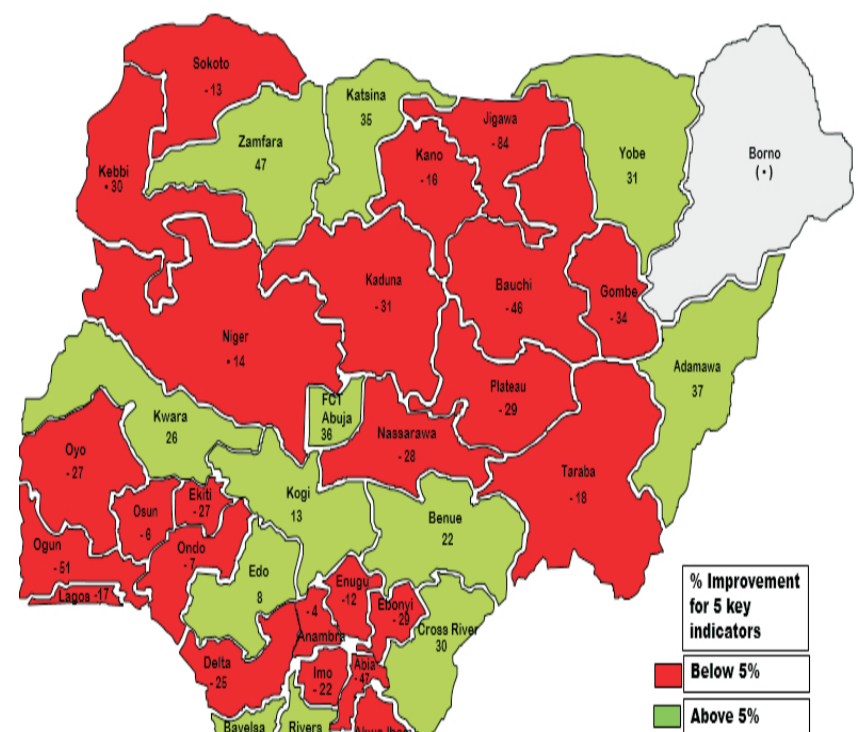 Sokoto
- 13
Katsina
35
Jigawa
- 84
Zamfara
47
Kano
- 16
Yobe
31
Borno
( • )
Kebbi
• 30
Kaduna
- 31
Bauchi
- 46
Gombe
- 34
Niger
• 14
Adamawa
37
Plateau
- 29
FCT
Abuja
36
Kwara
26
Nassarawa
- 28
Oyo
- 27
Taraba
- 18
Ekiti
- 27
Osun
- 6
Kogi
13
Benue
22
Ogun
- 51
Ondo
- 7
Edo
8
Lagos -17
Enugu
-12
Ebonyi
- 29
- 4
Anambra
Cross River
30
Delta
- 25
Imo
- 22
Abia
- 47
Bayelsa
Rivers
Akwa Ibom
% Improvement
for 5 key
indicators
Below 5%
Above 5%